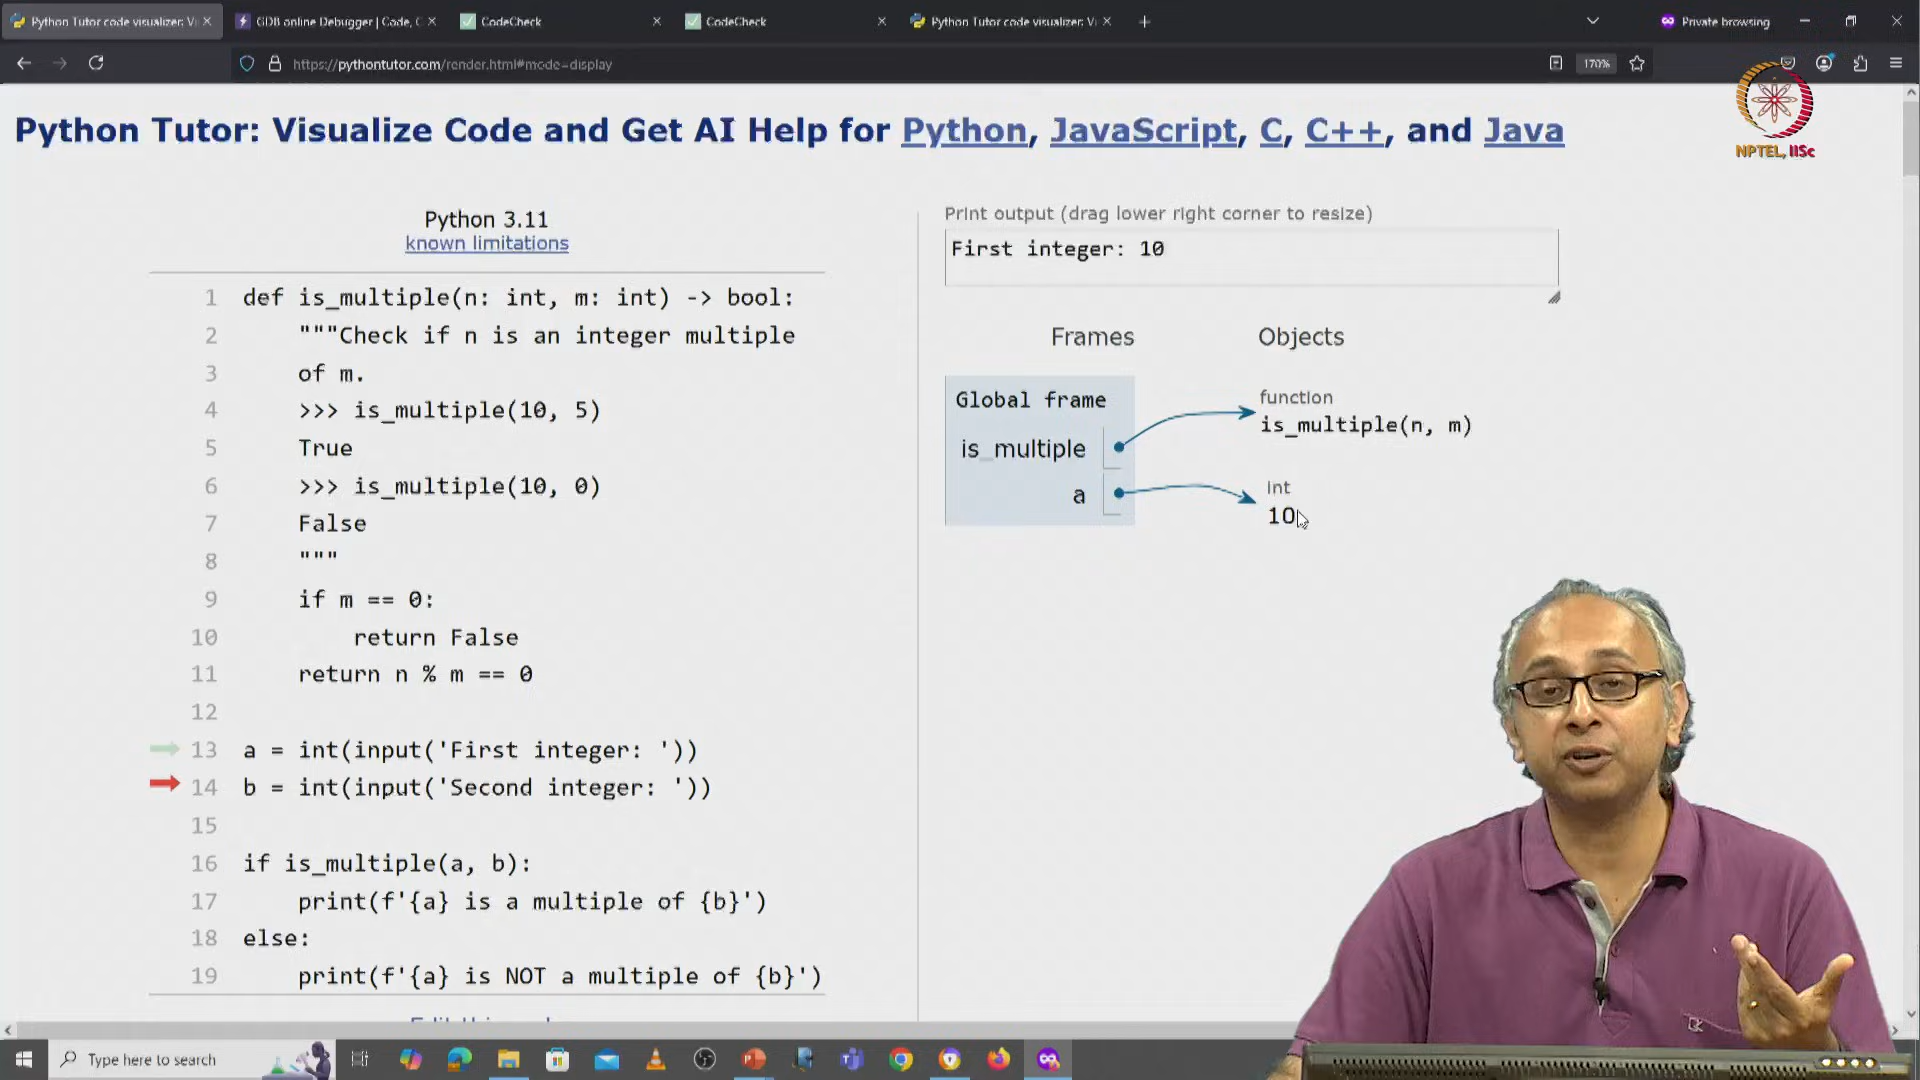 Python Tutor code visualizer: Vi
GDB online Debugger | Code, C
CodeCheck
CodeCheck
Python Tutor code visualizer: Vi
Private browsing
https://pythontutor.com/render.html#mode=display
170%
Python Tutor: Visualize Code and Get AI Help for Python, JavaScript, C, C++, and Java
NPTEL, IISc
Python 3.11
known limitations
1 def is_multiple(n: int, m: int) -> bool:
2 """Check if n is an integer multiple
3 of m.
4 >>> is_multiple(10, 5)
5 True
6 >>> is_multiple(10, 0)
7 False
8 """
9 if m == 0:
10 return False
11 return n % m == 0
12
13 a = int(input('First integer: '))
14 b = int(input('Second integer: '))
15
16 if is_multiple(a, b):
17 print(f'{a} is a multiple of {b}')
18 else:
19 print(f'{a} is NOT a multiple of {b}')
Print output (drag lower right corner to resize)
First integer: 10
Frames
Objects
Global frame
is_multiple
a
function
is_multiple(n, m)
int
10
Type here to search